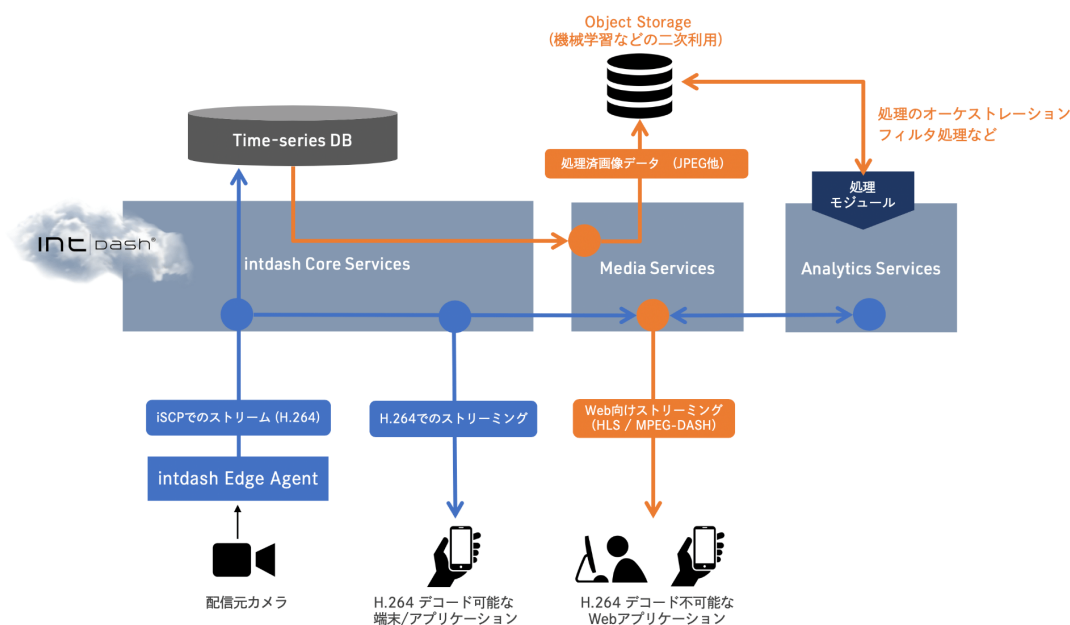 Object Storage
(機械学習などの二次利用)
Time-series DB
処理のオーケストレーション
フィルタ処理など
処理済画像データ (JPEG他)
処理
モジュール
intdash®
intdash Core Services
Media Services
Analytics Services
iSCPでのストリーム (H.264)
H.264でのストリーミング
Web向けストリーミング
(HLS / MPEG-DASH)
intdash Edge Agent
配信元カメラ
H.264 デコード可能な
端末/アプリケーション
H.264 デコード不可能な
Webアプリケーション